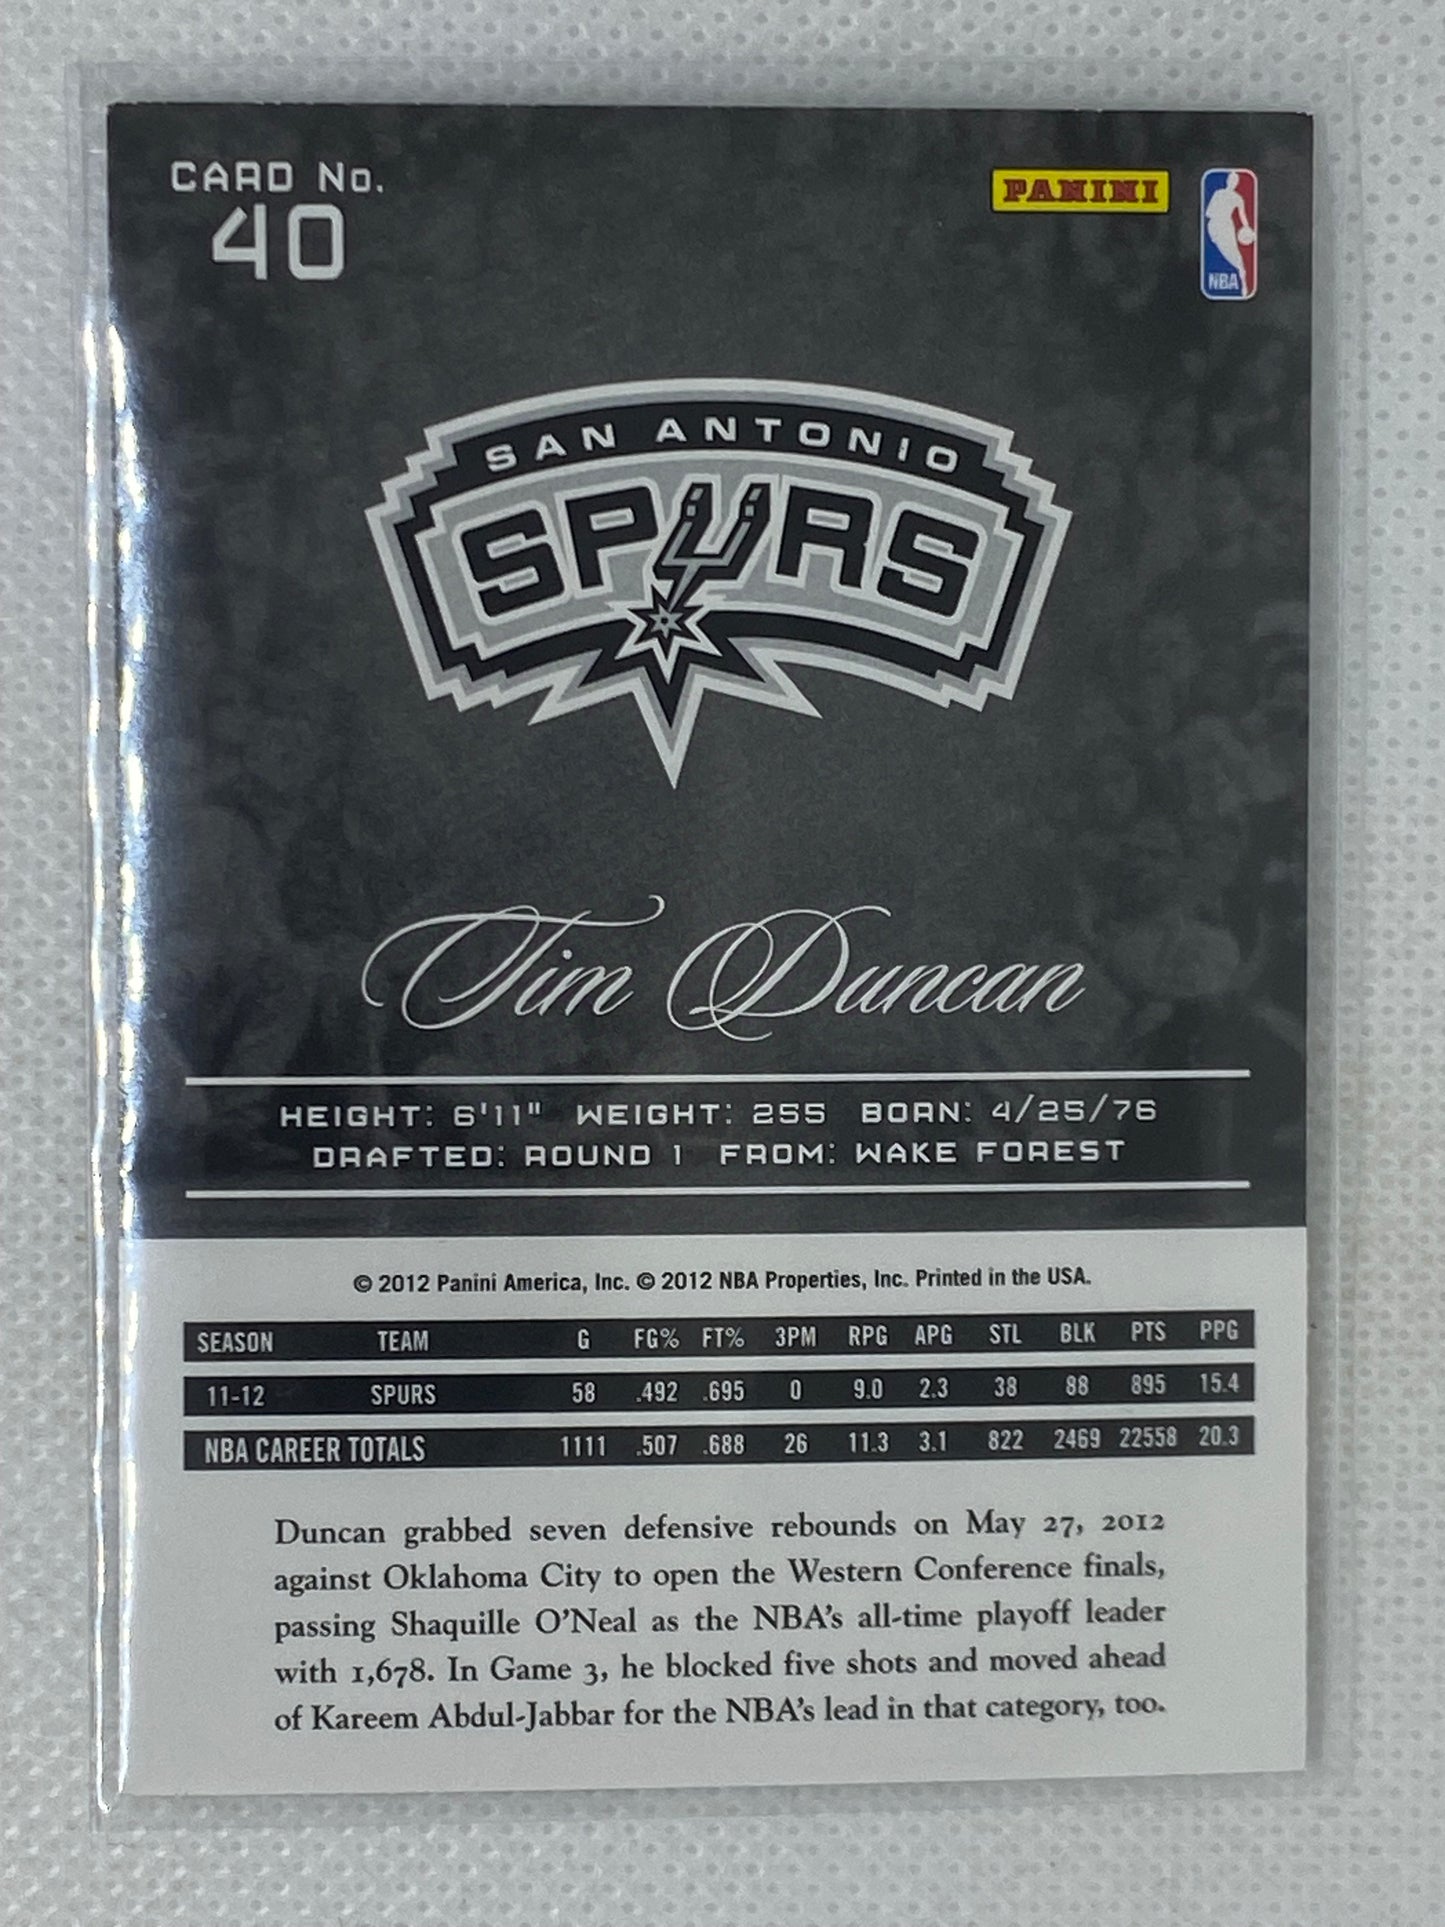 CARD No.
40
PANINI
NBA
SAN ANTONIO
SPURS
Tim Duncan
HEIGHT: 6'11" WEIGHT: 255 BORN: 4/25/76
DRAFTED: ROUND 1 FROM: WAKE FOREST
© 2012 Panini America, Inc. © 2012 NBA Properties, Inc. Printed in the USA.
SEASON TEAM G FG% FT% 3PM RPG APG STL BLK PTS PPG
11-12 SPURS 58 .492 .695 0 9.0 2.3 38 88 895 15.4
NBA CAREER TOTALS 1111 .507 .688 26 11.3 3.1 822 2469 22558 20.3
Duncan grabbed seven defensive rebounds on May 27, 2012
against Oklahoma City to open the Western Conference finals,
passing Shaquille O’Neal as the NBA’s all-time playoff leader
with 1,678. In Game 3, he blocked five shots and moved ahead
of Kareem Abdul-Jabbar for the NBA’s lead in that category, too.